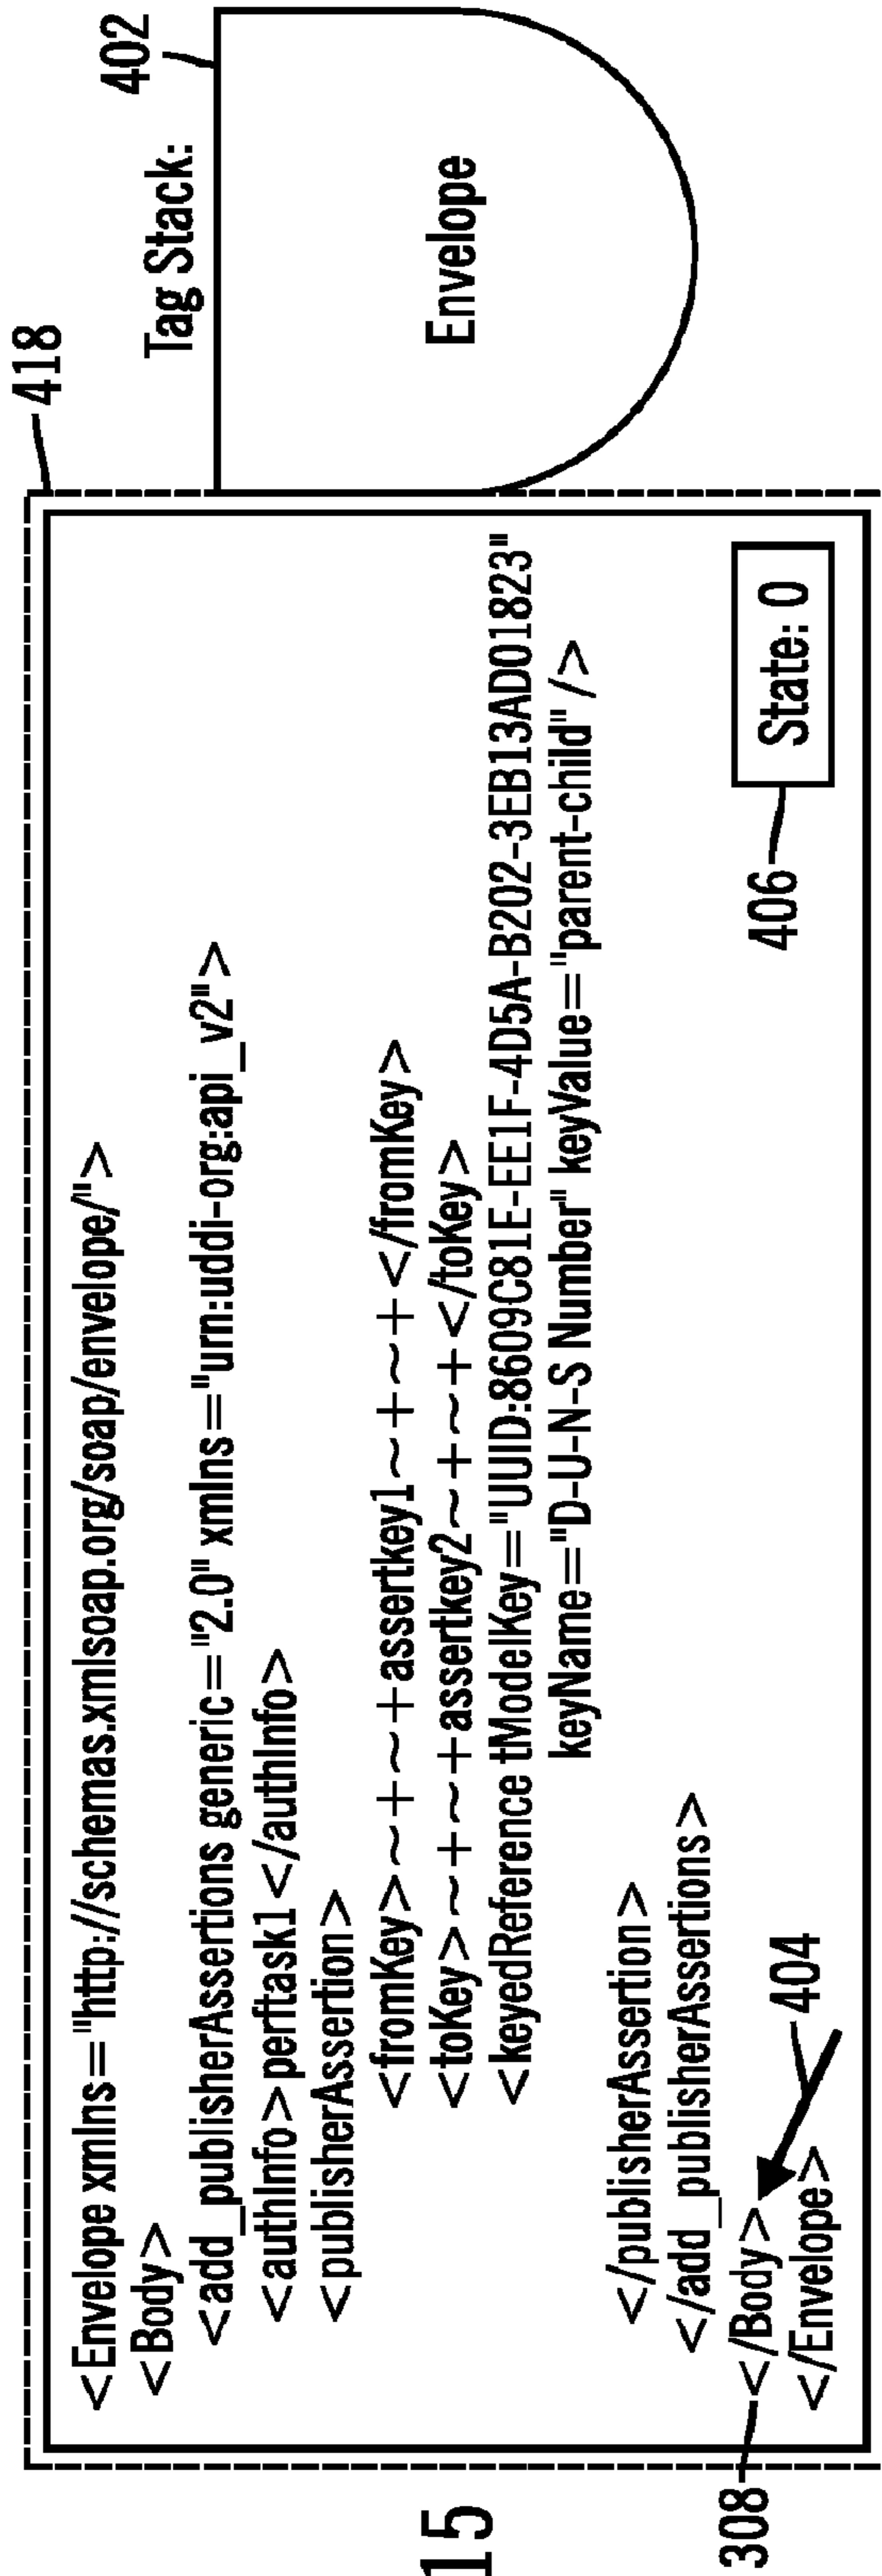 418
Tag Stack:
402
Envelope
<Envelope xmlns="http://schemas.xmlsoap.org/soap/envelope/">
<Body>
<add_publisherAssertions generic="2.0" xmlns="urn:uddi-org:api_v2">
<authInfo>perftask1</authInfo>
<publisherAssertion>
<fromKey>~+~+~+assertkey1~+~+~+</fromKey>
<toKey>~+~+~+assertkey2~+~+~+</toKey>
<keyedReference tModelKey="UUID:8609C81E-EE1F-4D5A-B202-3EB13AD01823"
keyName="D-U-N-S Number" keyValue="parent-child"/>
</publisherAssertion>
</add_publisherAssertions>
308
</Body>
404
</Envelope>
406
State: 0
15